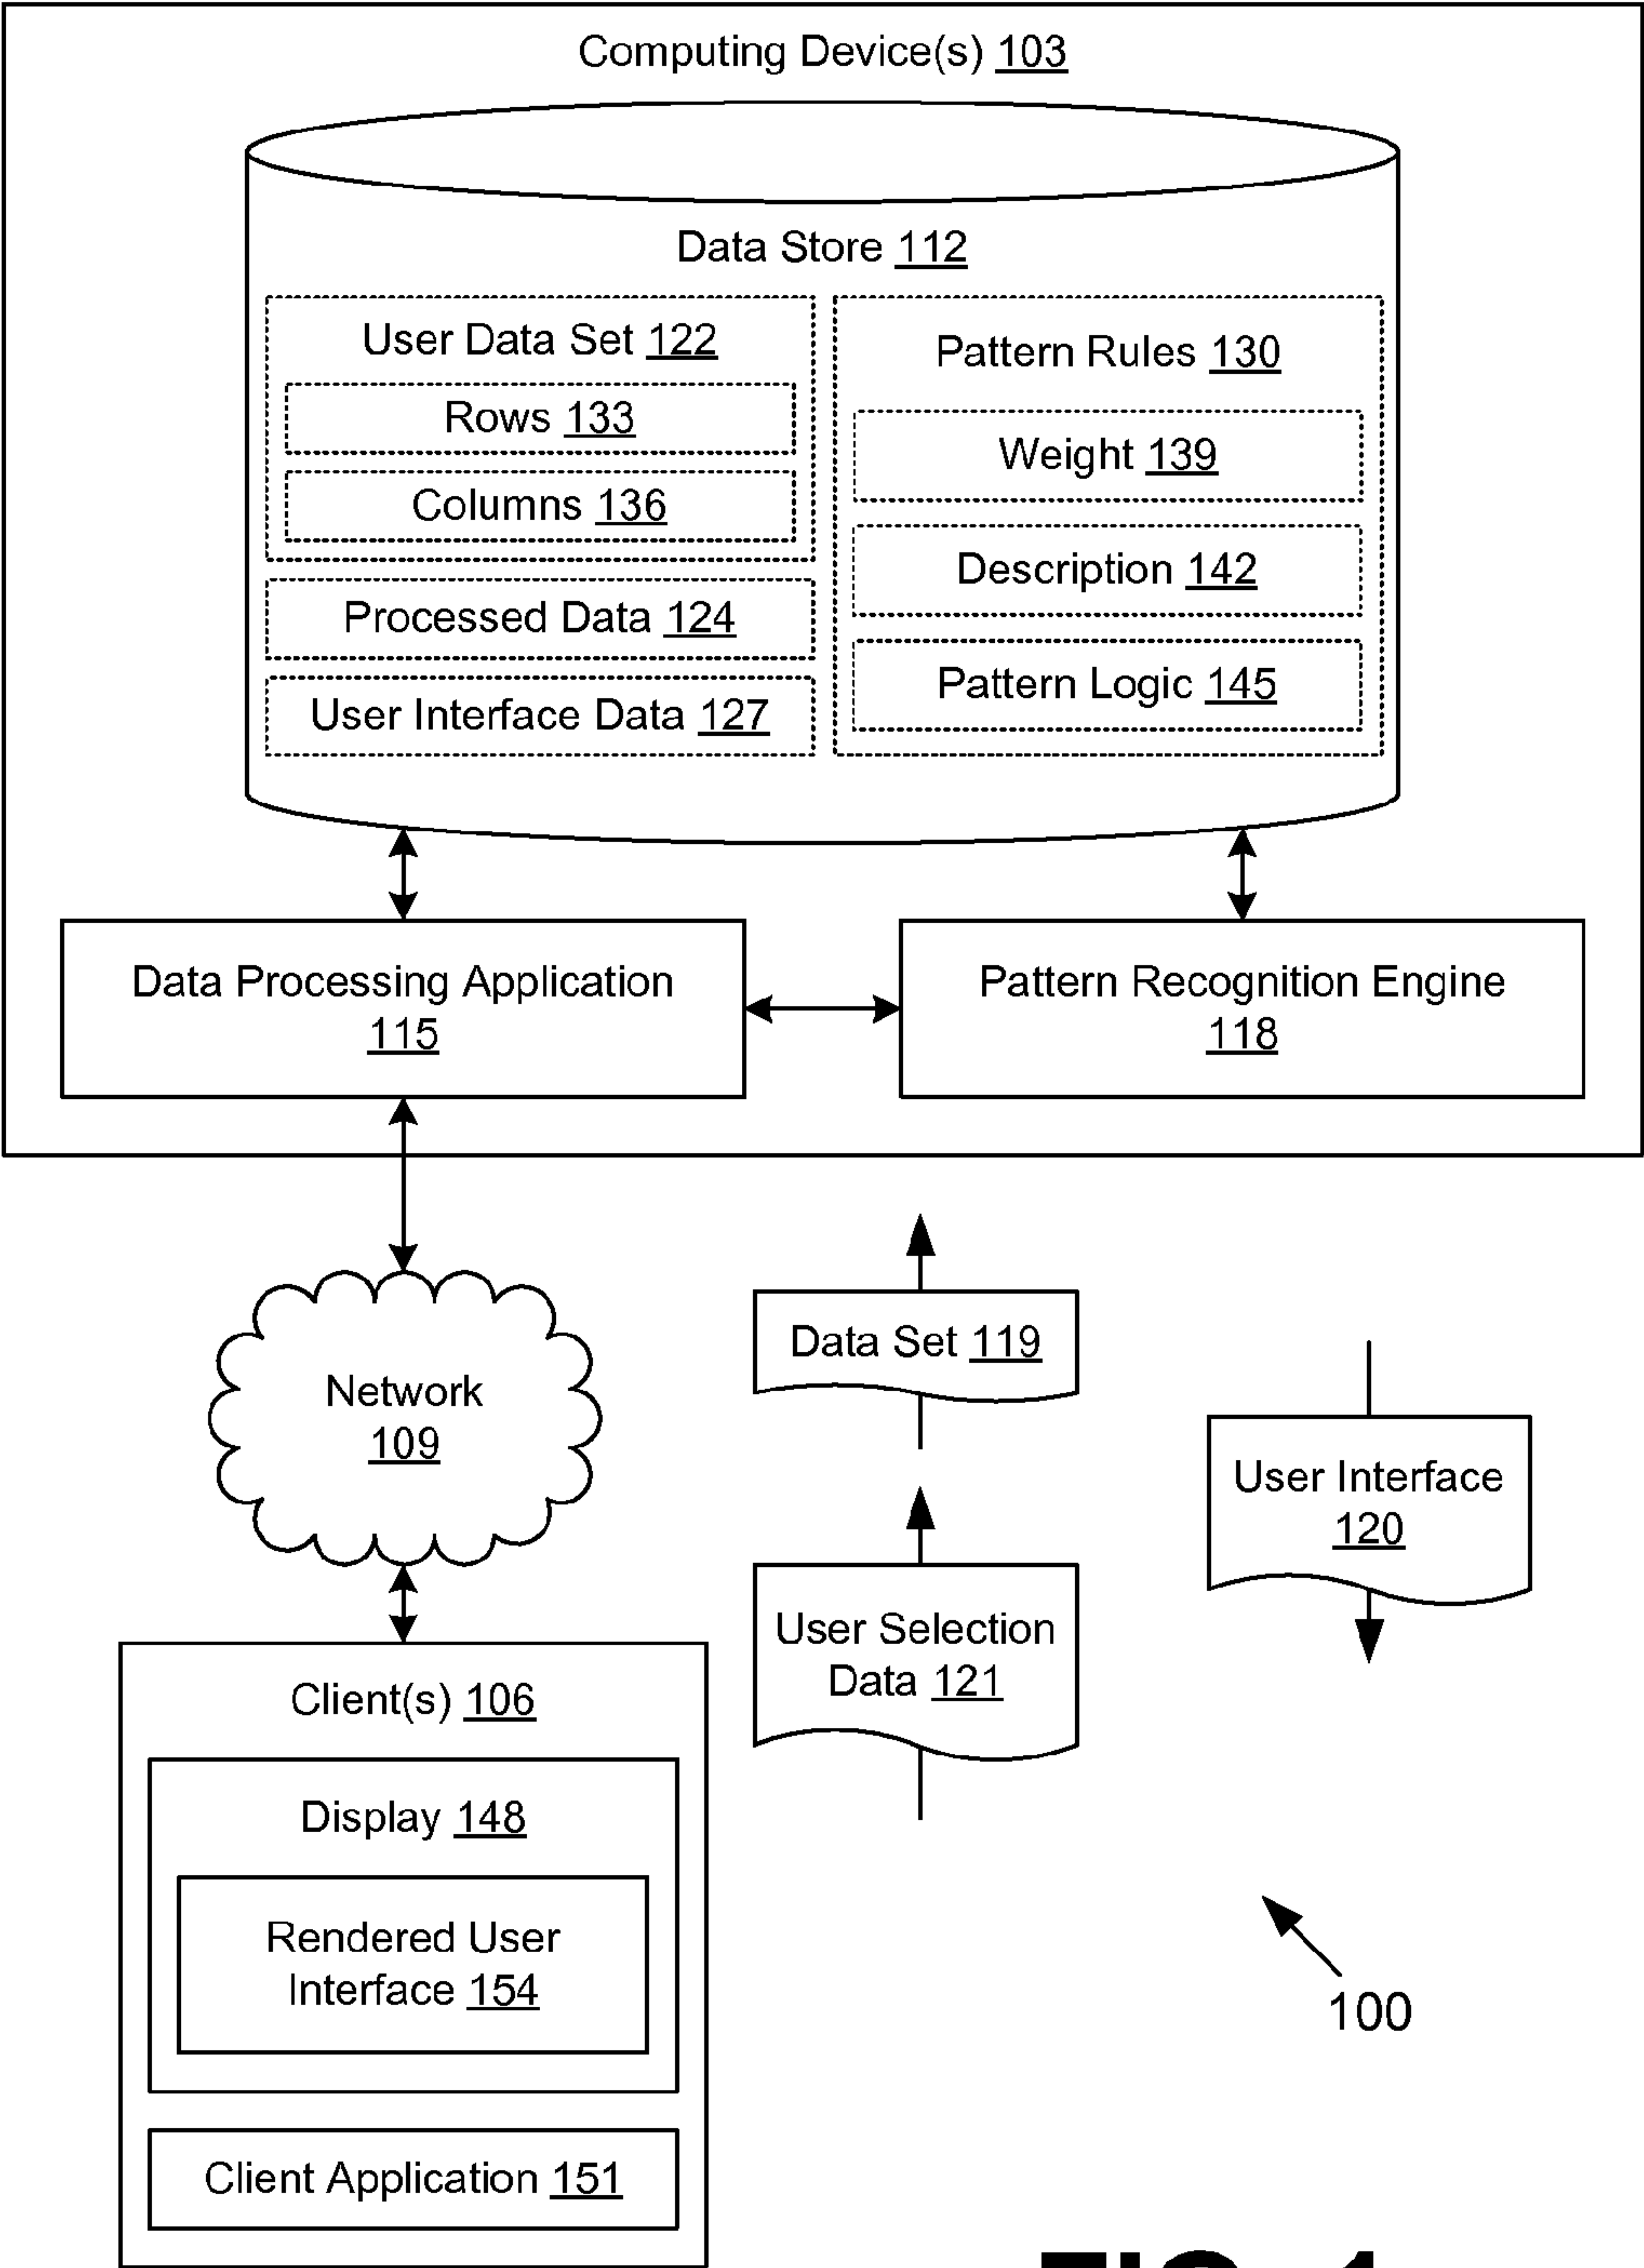 Computing Device(s) 103
Data Store 112
User Data Set 122
Rows 133
Columns 136
Processed Data 124
User Interface Data 127
Pattern Rules 130
Weight 139
Description 142
Pattern Logic 145
Data Processing Application
115
Pattern Recognition Engine
118
Network
109
Data Set 119
User Interface
120
User Selection
Data 121
Client(s) 106
Display 148
Rendered User
Interface 154
Client Application 151
100